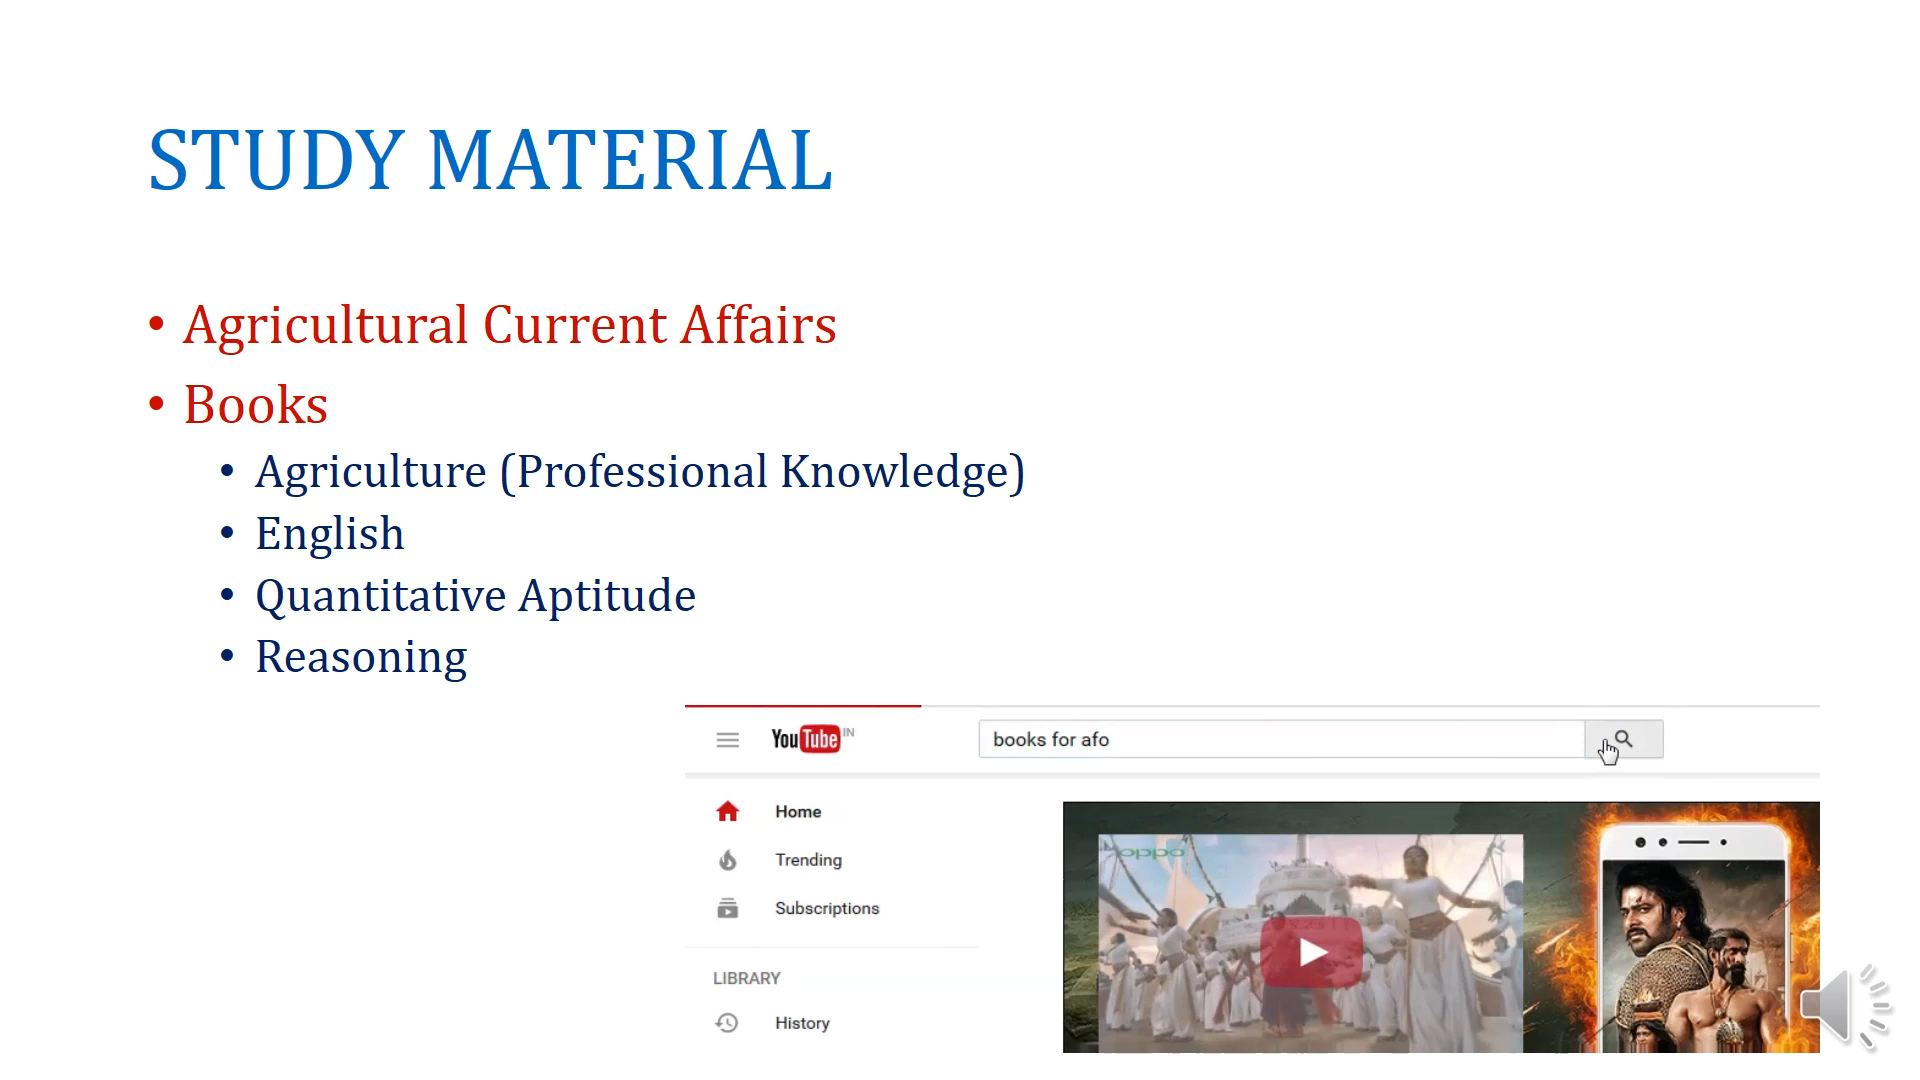 STUDY MATERIAL
• Agricultural Current Affairs
• Books
• Agriculture (Professional Knowledge)
• English
• Quantitative Aptitude
• Reasoning
YouTube IN
books for afo
Home
Trending
Subscriptions
LIBRARY
History
oppo